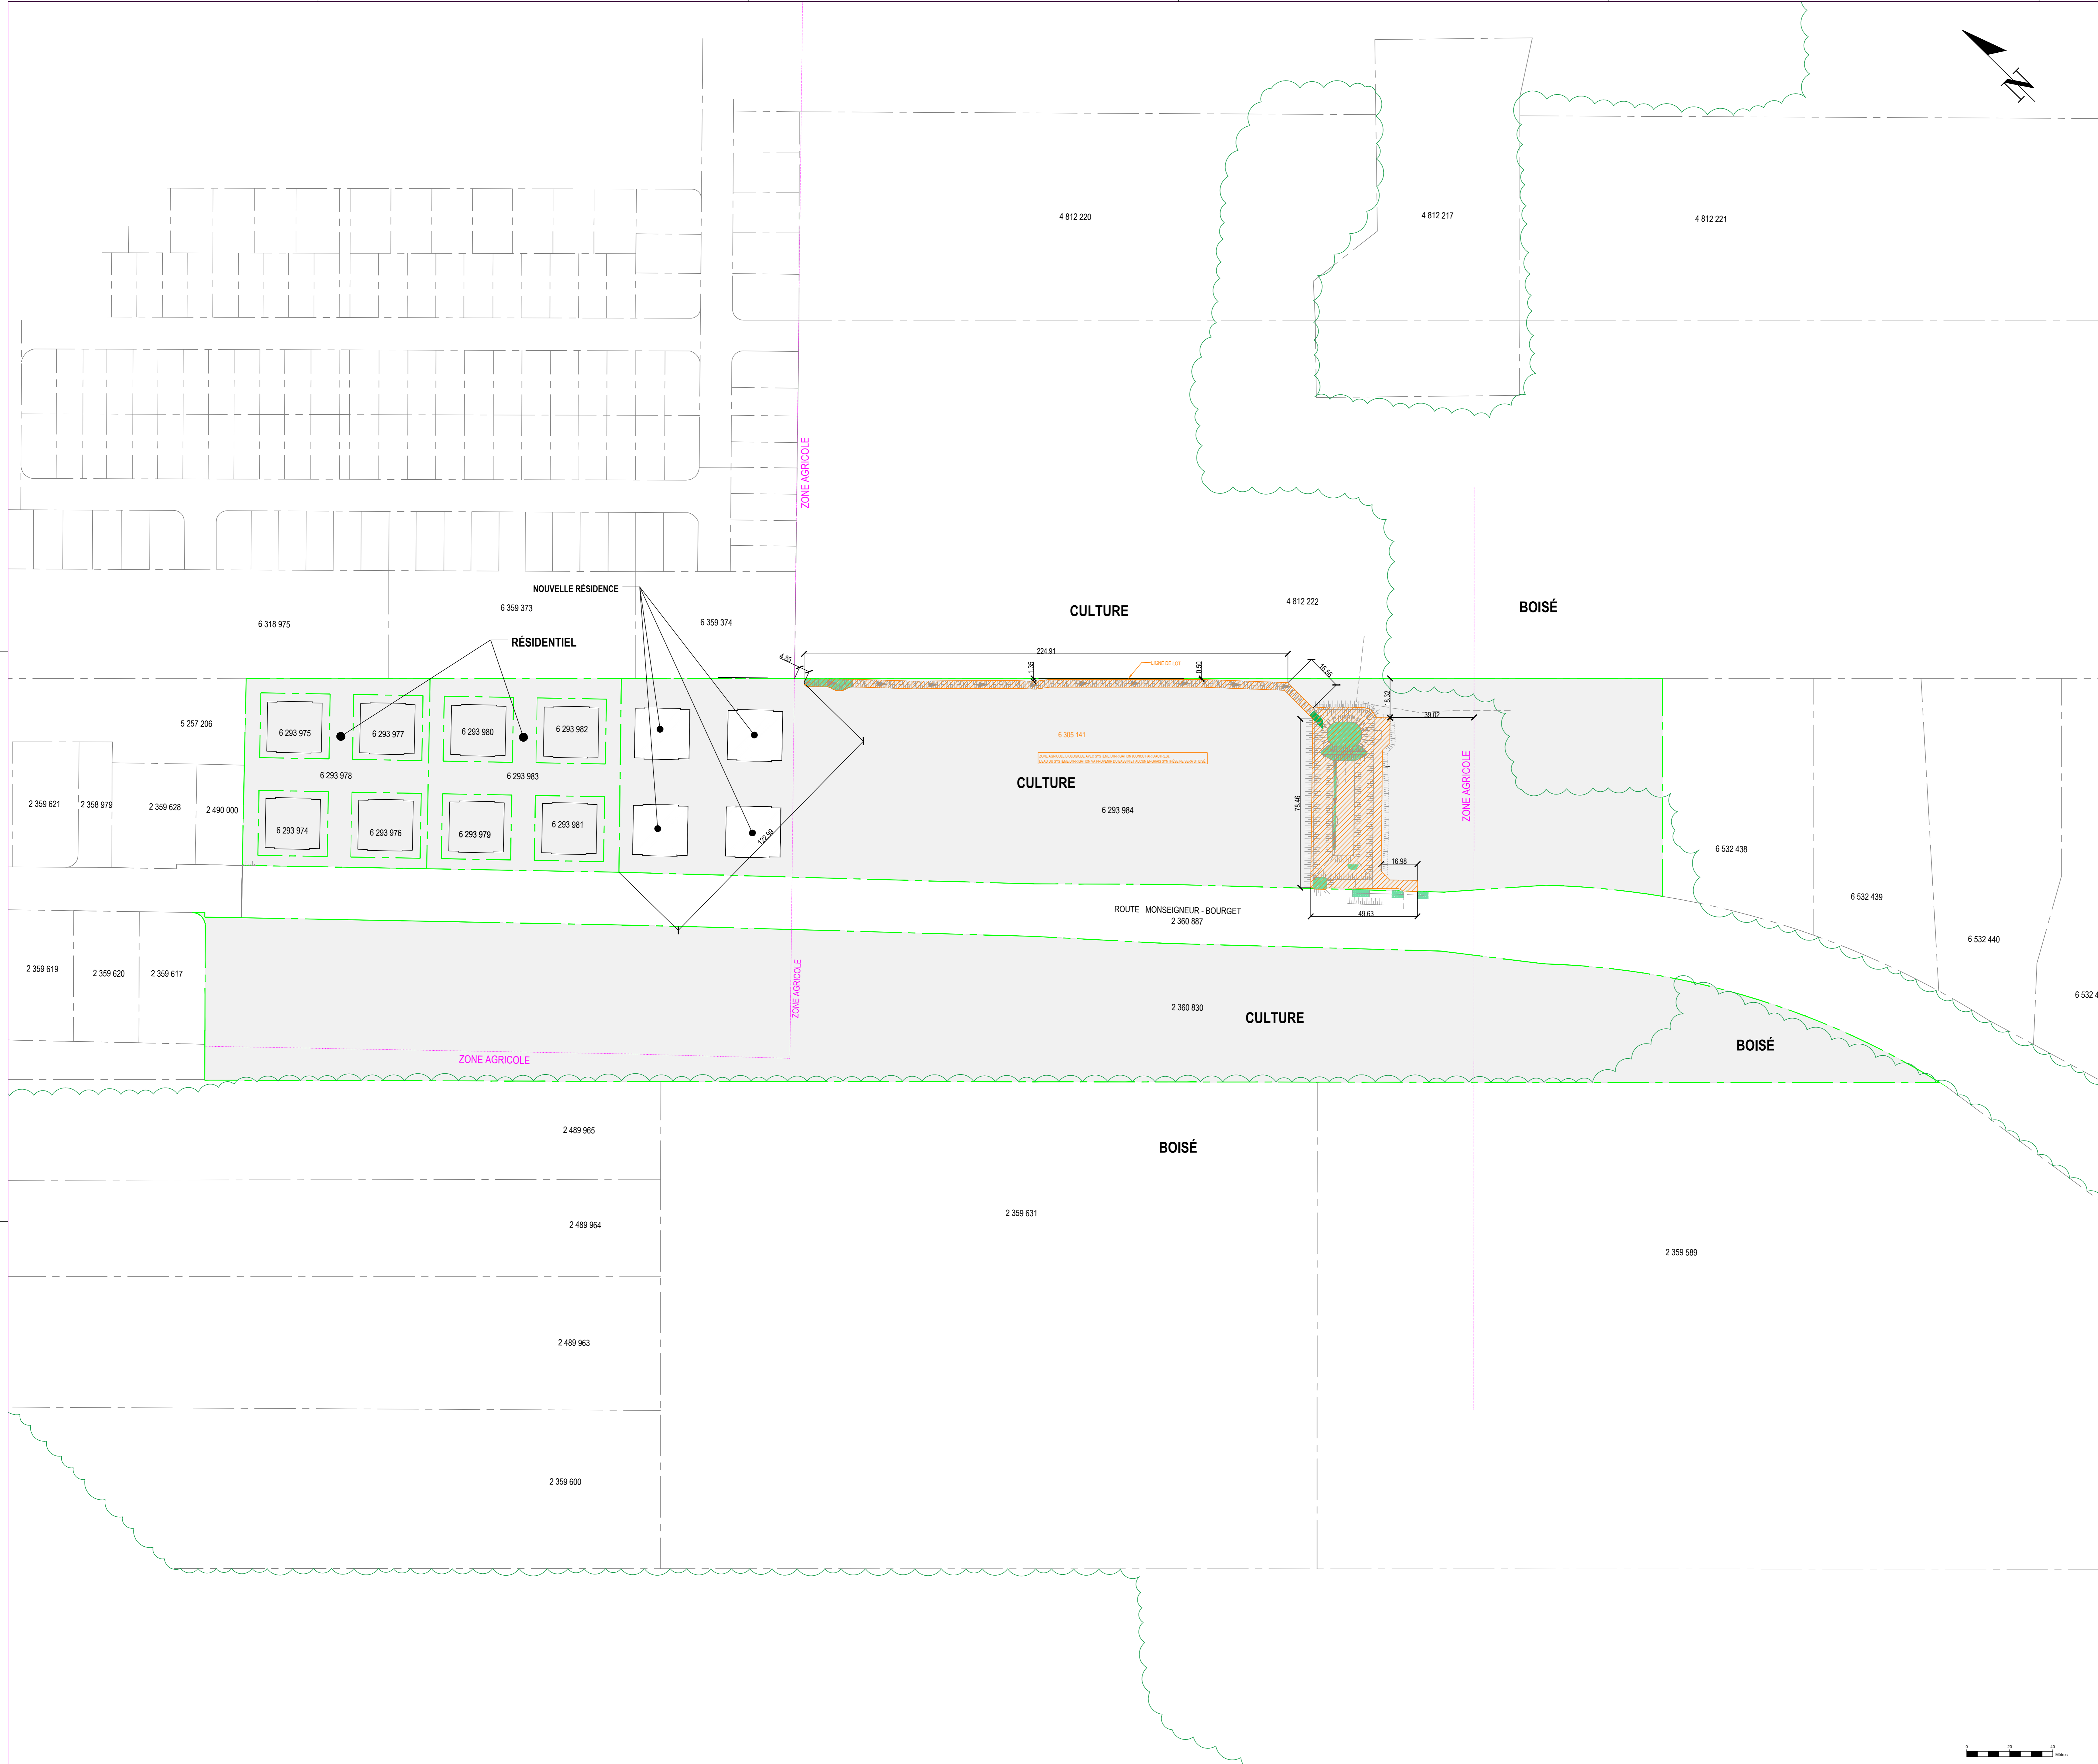 N
4 812 220
4 812 217
4 812 221
ZONE AGRICOLE
NOUVELLE RÉSIDENCE
6 359 373
6 318 975
6 359 374
RÉSIDENTIEL
CULTURE
4 812 222
BOISÉ
4.85
224.91
1.35
0.50
LIGNE DE LOT
16.56
18.32
39.02
5 257 206
6 293 975
6 293 977
6 293 980
6 293 982
6 305 141
6 293 978
6 293 983
CULTURE
ZONE AGRICOLE
2 359 621
2 358 979
2 359 628
2 490 000
6 293 984
78.46
6 293 974
6 293 976
6 293 979
6 293 981
122.99
6 532 438
16.98
6 532 439
ROUTE MONSEIGNEUR - BOURGET
2 360 887
49.63
6 532 440
2 359 619
2 359 620
2 359 617
ZONE AGRICOLE
6 532 4
2 360 830
CULTURE
BOISÉ
ZONE AGRICOLE
2 489 965
BOISÉ
2 489 964
2 359 631
2 359 589
2 489 963
2 359 600
0 20 40
Mètres